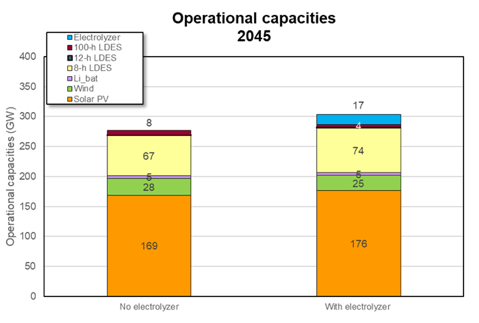 Operational capacities
2045
Electrolyzer
100-h LDES
12-h LDES
8-h LDES
Li_bat
Wind
Solar PV
Operational capacities (GW)
400
350
300
250
200
150
100
50
0
8
67
5
28
169
17
4
74
5
25
176
No electrolyzer
With electrolyzer